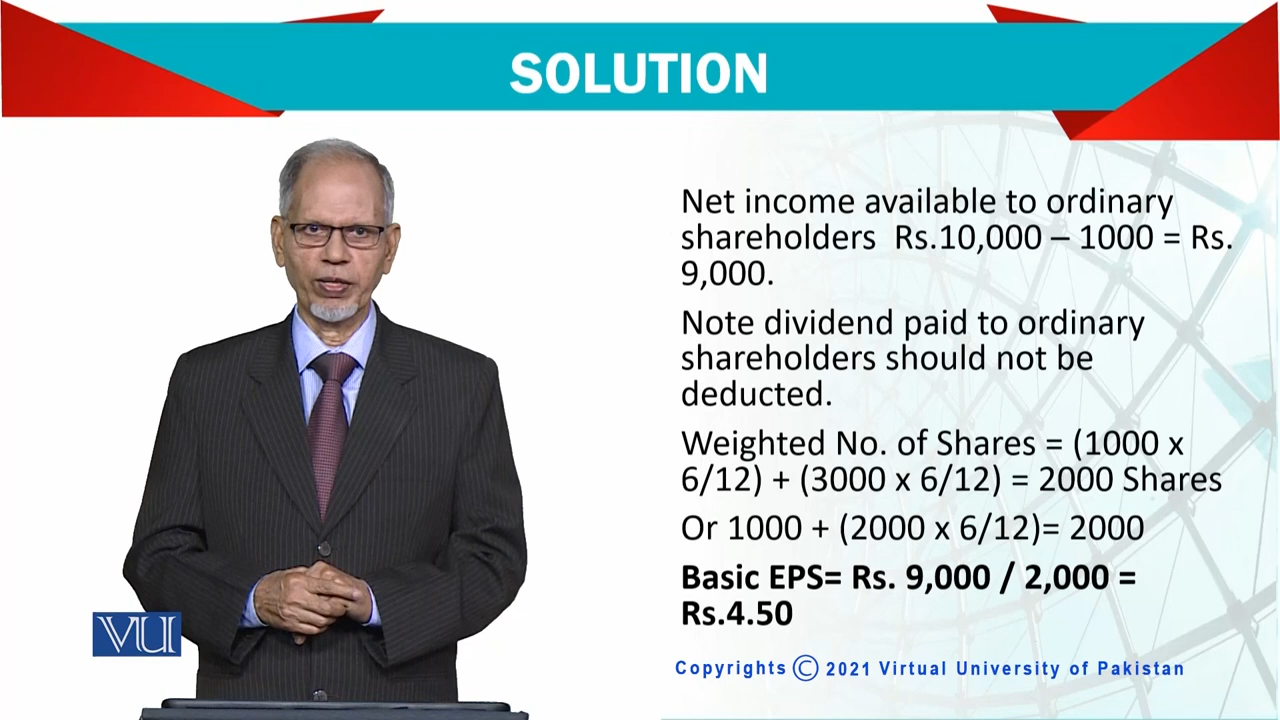 SOLUTION
Net income available to ordinary
shareholders Rs.10,000 – 1000 = Rs.
9,000.
Note dividend paid to ordinary
shareholders should not be
deducted.
Weighted No. of Shares = (1000 x
6/12) + (3000 x 6/12) = 2000 Shares
Or 1000 + (2000 x 6/12)= 2000
Basic EPS= Rs. 9,000 / 2,000 =
Rs.4.50
VU
Copyrights © 2021 Virtual University of Pakistan